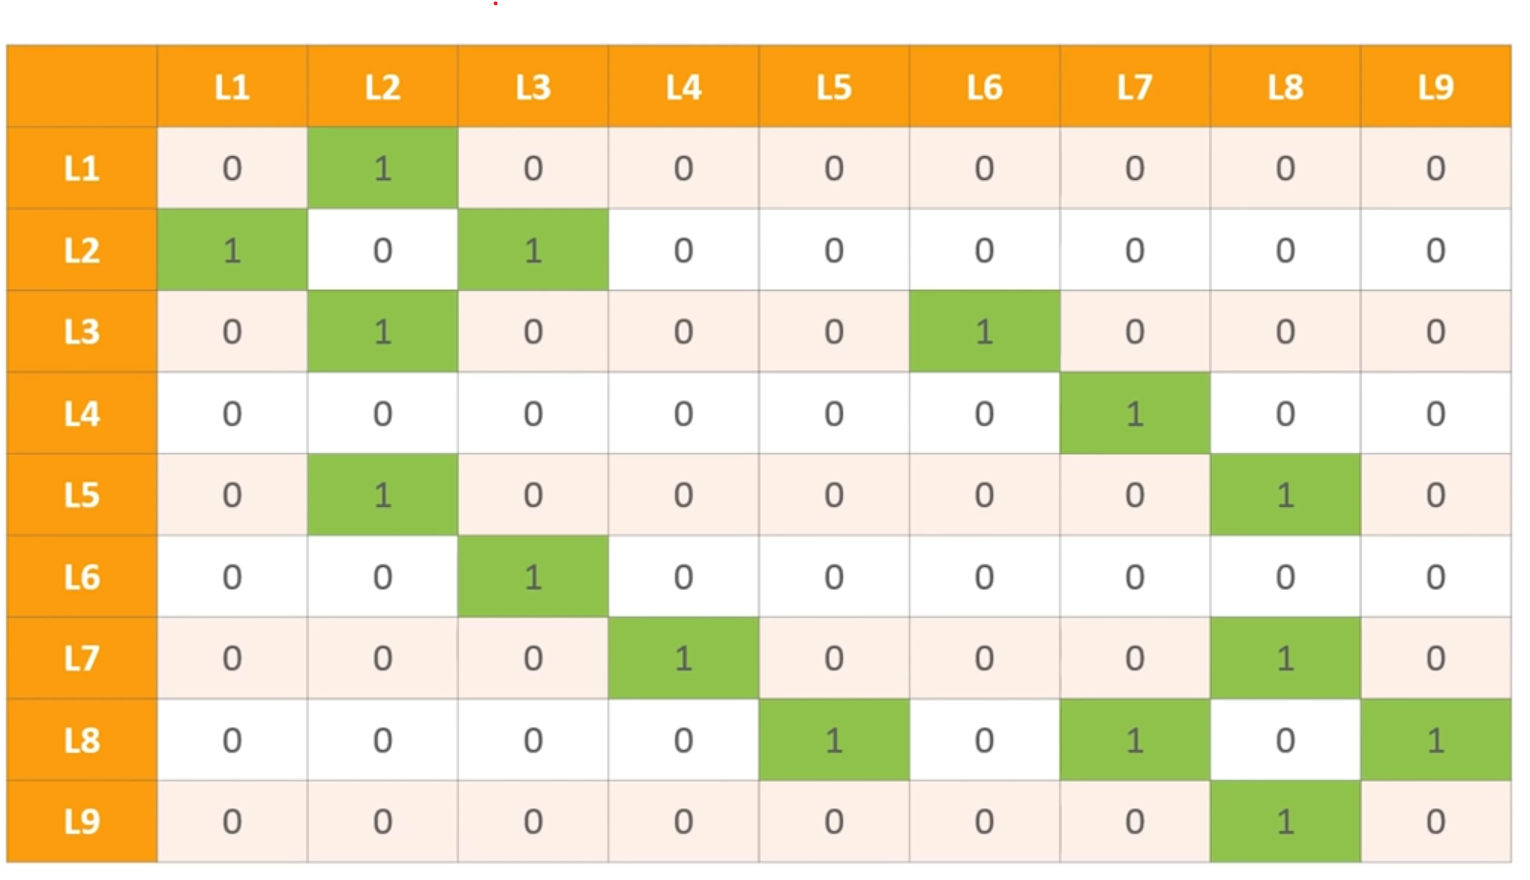 L1 L2 L3 L4 L5 L6 L7 L8 L9
L1 0 1 0 0 0 0 0 0 0
L2 1 0 1 0 0 0 0 0 0
L3 0 1 0 0 0 1 0 0 0
L4 0 0 0 0 0 0 1 0 0
L5 0 1 0 0 0 0 0 1 0
L6 0 0 1 0 0 0 0 0 0
L7 0 0 0 1 0 0 0 1 0
L8 0 0 0 0 1 0 1 0 1
L9 0 0 0 0 0 0 0 1 0